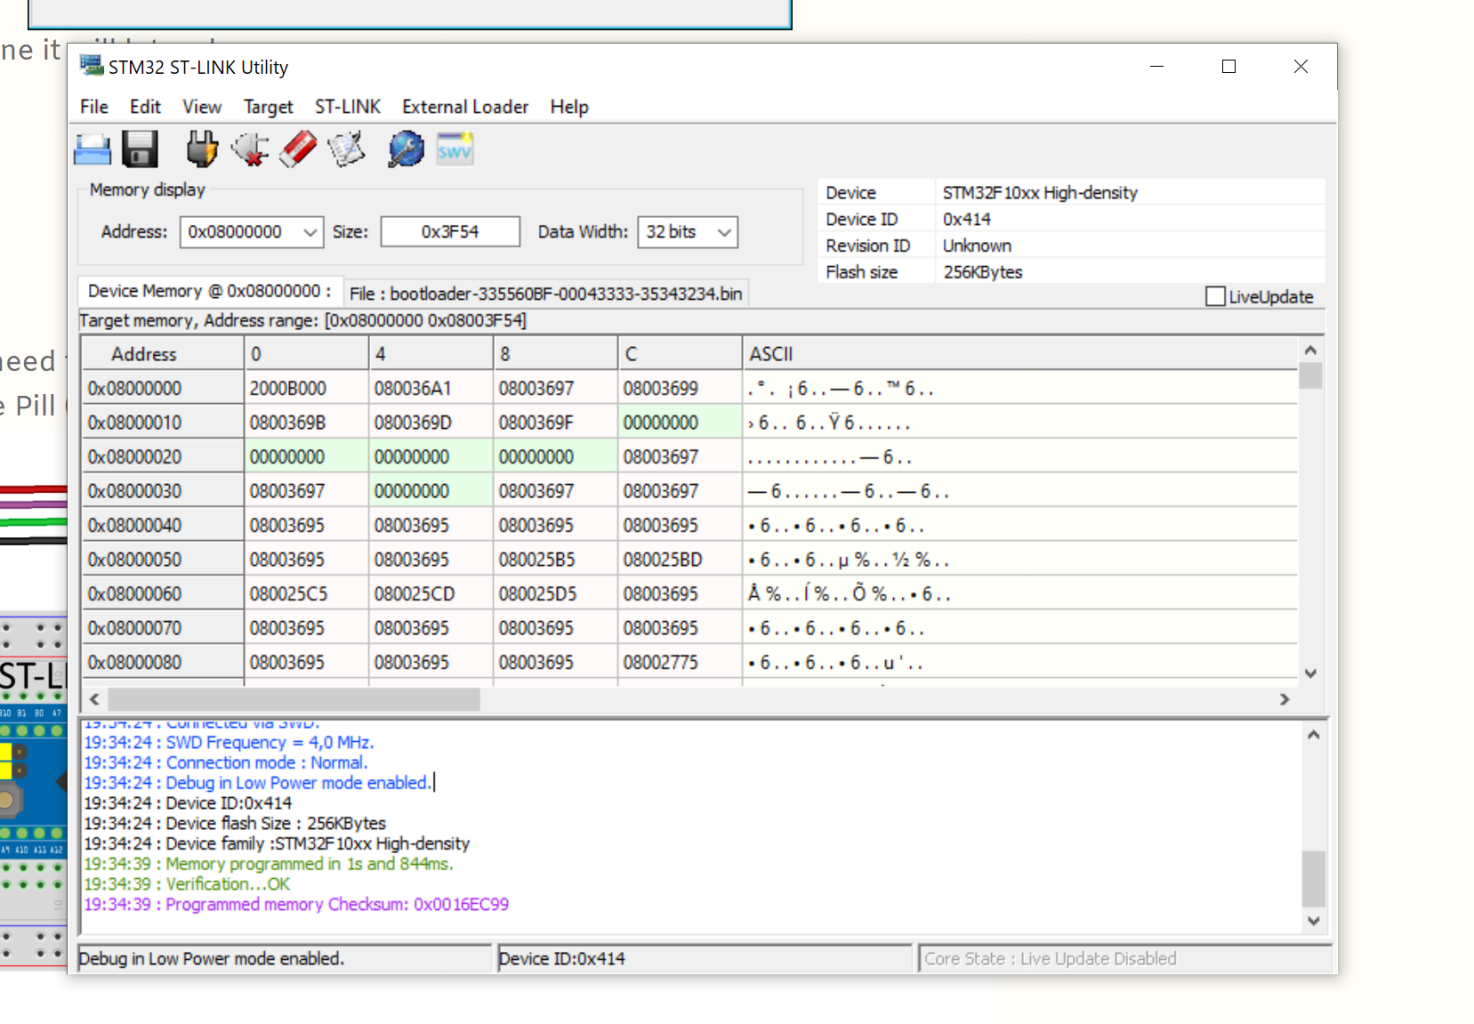 ne it
STM32 ST-LINK Utility
File Edit View Target ST-LINK External Loader Help
SWV
Memory display
Address: 0x08000000 Size: 0x3F54 Data Width: 32 bits
Device STM32F10xx High-density
Device ID 0x414
Revision ID Unknown
Flash size 256KBytes
LiveUpdate
Device Memory @ 0x08000000 : File : bootloader-335560BF-00043333-35343234.bin
Target memory, Address range: [0x08000000 0x08003F54]
need
e Pill
Address 0 4 8 C ASCII
0x08000000 2000B000 080036A1 08003697 08003699 .°. ¡6..—6..™6..
0x08000010 0800369B 0800369D 0800369F 00000000 ›6.. 6..Ÿ6......
0x08000020 00000000 00000000 00000000 08003697 ............—6..
0x08000030 08003697 00000000 08003697 08003697 —6......—6..—6..
0x08000040 08003695 08003695 08003695 08003695 •6..•6..•6..•6..
0x08000050 08003695 08003695 080025B5 080025BD •6..•6..µ%..½%..
0x08000060 080025C5 080025CD 080025D5 08003695 Å%..Í%..Õ%..•6..
0x08000070 08003695 08003695 08003695 08003695 •6..•6..•6..•6..
0x08000080 08003695 08003695 08003695 08002775 •6..•6..•6..u'..
ST-L
B10 B1 B0 A7
A9 A10 A11 A12
19:34:24 : Connected via SWD.
19:34:24 : SWD Frequency = 4,0 MHz.
19:34:24 : Connection mode : Normal.
19:34:24 : Debug in Low Power mode enabled.
19:34:24 : Device ID:0x414
19:34:24 : Device flash Size : 256KBytes
19:34:24 : Device family :STM32F10xx High-density
19:34:39 : Memory programmed in 1s and 844ms.
19:34:39 : Verification...OK
19:34:39 : Programmed memory Checksum: 0x0016EC99
Debug in Low Power mode enabled. Device ID:0x414 Core State : Live Update Disabled